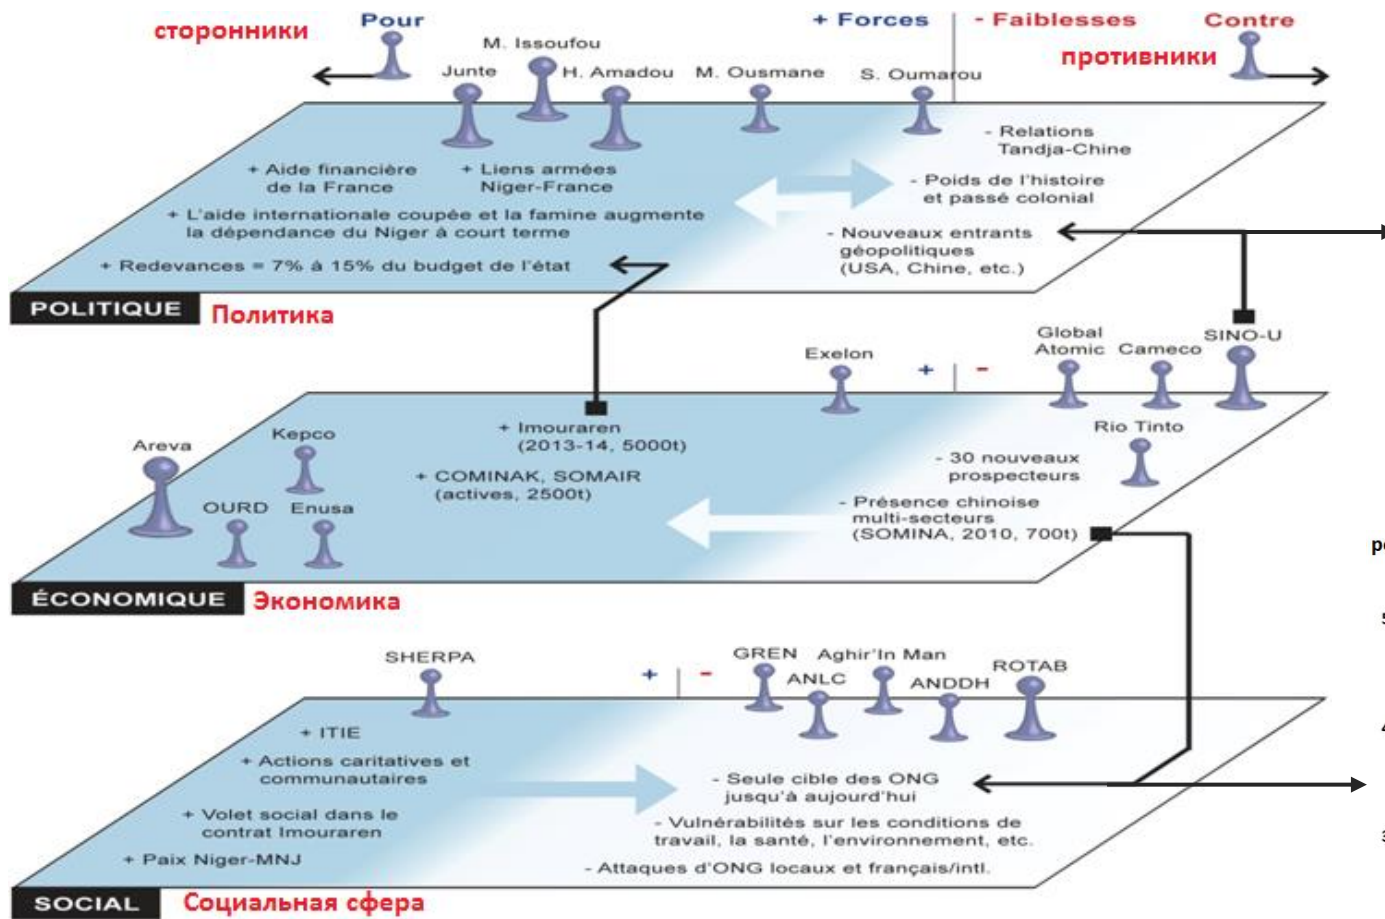 сторонники
Pour
+ Forces
- Faiblesses
Contre
противники
M. Issoufou
Junte
H. Amadou
M. Ousmane
S. Oumarou
+ Aide financière
de la France
+ Liens armées
Niger-France
+ L'aide internationale coupée et la famine augmente
la dépendance du Niger à court terme
+ Redevances = 7% à 15% du budget de l'état
- Relations
Tandja-Chine
- Poids de l'histoire
et passé colonial
- Nouveaux entrants
géopolitiques
(USA, Chine, etc.)
POLITIQUE
Политика
Exelon
+
-
Global
Atomic
Cameco
SINO-U
Rio Tinto
Areva
Kepco
OURD
Enusa
+ Imouraren
(2013-14, 5000t)
+ COMINAK, SOMAIR
(actives, 2500t)
- 30 nouveaux
prospecteurs
- Présence chinoise
multi-secteurs
(SOMINA, 2010, 700t)
ÉCONOMIQUE
Экономика
SHERPA
+
-
GREN
Aghir'In Man
ANLC
ANDDH
ROTAB
+ ITIE
+ Actions caritatives et
communautaires
+ Volet social dans le
contrat Imouraren
+ Paix Niger-MNJ
- Seule cible des ONG
jusqu'à aujourd'hui
- Vulnérabilités sur les conditions de
travail, la santé, l'environnement, etc.
- Attaques d'ONG locaux et français/intl.
SOCIAL
Социальная сфера